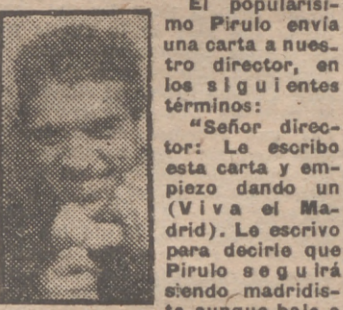 El popularísi-
mo Pirulo envía
una carta a nues-
tro director, en
los siguientes
términos:
"Señor direc-
tor: Le escribo
esta carta y em-
piezo dando un
(Viva el Ma-
drid). Le escrivo
para decirle que
Pirulo seguirá
siendo madridis-